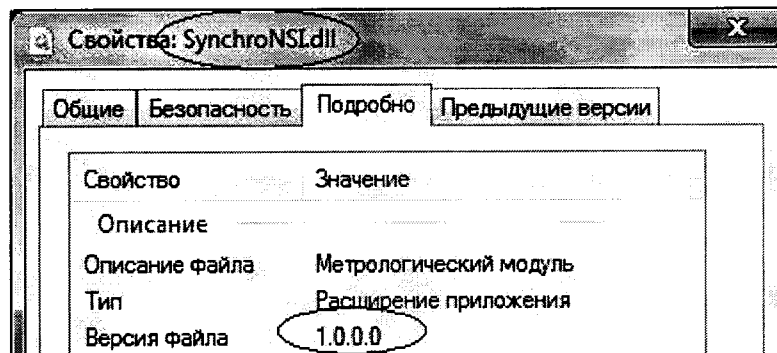 Свойства: SynchroNSI.dll
X
Общие Безопасность Подробно Предыдущие версии
Свойство Значение
Описание
Описание файла Метрологический модуль
Тип Расширение приложения
Версия файла 1.0.0.0